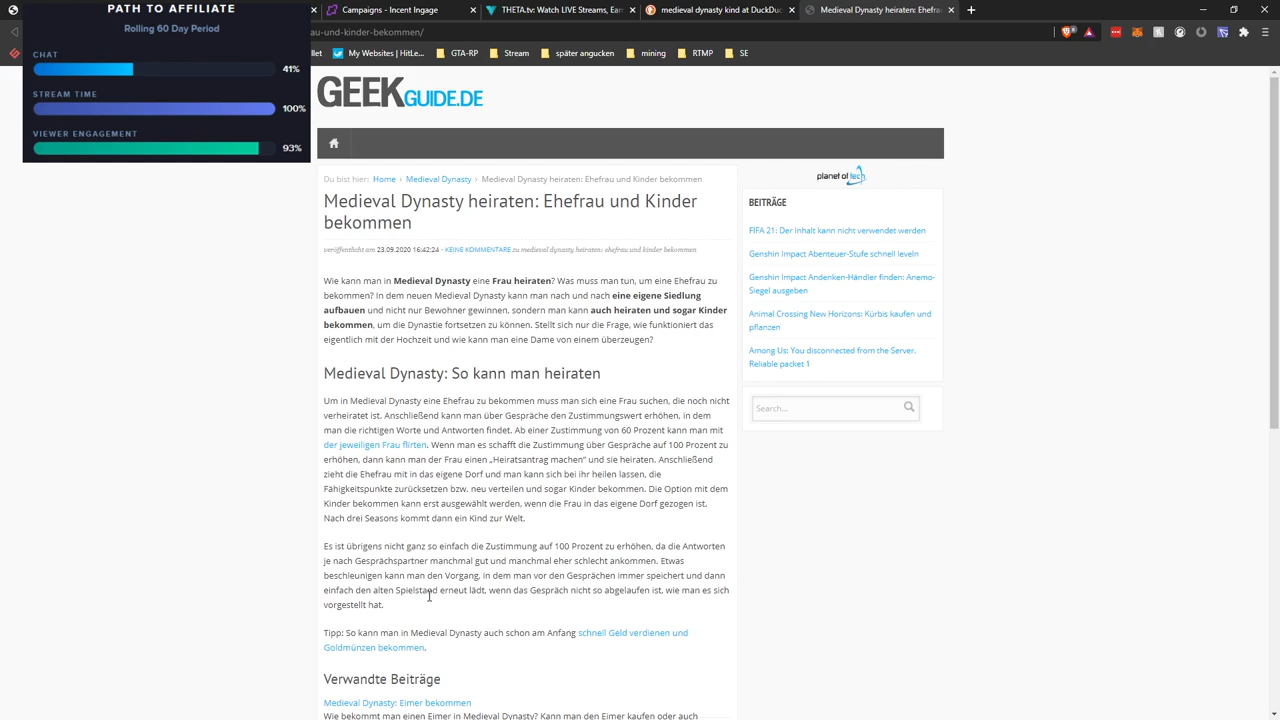 PATH TO AFFILIATE
Rolling 60 Day Period
CHAT
41%
STREAM TIME
100%
VIEWER ENGAGEMENT
93%
Campaigns - Incent Ingage
THETA.tv: Watch Live, Earn
medieval dynasty kind at DuckDu
Medieval Dynasty heiraten: Ehefra
au-und-kinder-bekommen/
My Websites | HitLe...
GTA-RP
Stream
später angucken
mining
RTMP
SE
GEEKGUIDE.DE
Du bist hier: Home › Medieval Dynasty › Medieval Dynasty heiraten: Ehefrau und Kinder bekommen
Medieval Dynasty heiraten: Ehefrau und Kinder
bekommen
veröffentlicht am 23.09.2020 16:42:24 - KEINE KOMMENTARE zu medieval dynasty heiraten: ehefrau und kinder bekommen
Wie kann man in Medieval Dynasty eine Frau heiraten? Was muss man tun, um eine Ehefrau zu
bekommen? In dem neuen Medieval Dynasty kann man nach und nach eine eigene Siedlung
aufbauen und nicht nur Bewohner gewinnen, sondern man kann auch heiraten und sogar Kinder
bekommen, um die Dynastie fortsetzen zu können. Stellt sich nur die Frage, wie funktioniert das
eigentlich mit der Hochzeit und wie kann man eine Dame von einem überzeugen?
Medieval Dynasty: So kann man heiraten
Um in Medieval Dynasty eine Ehefrau zu bekommen muss man sich eine Frau suchen, die noch nicht
verheiratet ist. Anschließend kann man über Gespräche den Zustimmungswert erhöhen, in dem
man die richtigen Worte und Antworten findet. Ab einer Zustimmung von 60 Prozent kann man mit
der jeweiligen Frau flirten. Wenn man es schafft die Zustimmung über Gespräche auf 100 Prozent zu
erhöhen, dann kann man der Frau einen „Heiratsantrag machen“ und sie heiraten. Anschließend
zieht die Ehefrau mit in das eigene Dorf und man kann sich bei ihr heilen lassen, die
Fähigkeitspunkte zurücksetzen bzw. neu verteilen und sogar Kinder bekommen. Die Option mit dem
Kinder bekommen kann erst ausgewählt werden, wenn die Frau in das eigene Dorf gezogen ist.
Nach drei Seasons kommt dann ein Kind zur Welt.
Es ist übrigens nicht ganz so einfach die Zustimmung auf 100 Prozent zu erhöhen, da die Antworten
je nach Gesprächspartner manchmal gut und manchmal eher schlecht ankommen. Etwas
beschleunigen kann man den Vorgang, in dem man vor den Gesprächen immer speichert und dann
einfach den alten Spielstand erneut lädt, wenn das Gespräch nicht so abgelaufen ist, wie man es sich
vorgestellt hat.
Tipp: So kann man in Medieval Dynasty auch schon am Anfang schnell Geld verdienen und
Goldmünzen bekommen.
Verwandte Beiträge
Medieval Dynasty: Eimer bekommen
Wie bekommt man einen Eimer in Medieval Dynasty? Kann man den Eimer kaufen oder auch
planet of tech
BEITRÄGE
FIFA 21: Der Inhalt kann nicht verwendet werden
Genshin Impact Abenteuer-Stufe schnell leveln
Genshin Impact Andenken-Händler finden: Anemo-
Siegel ausgeben
Animal Crossing New Horizons: Kürbis kaufen und
pflanzen
Among Us: You disconnected from the Server.
Reliable packet 1
Search...